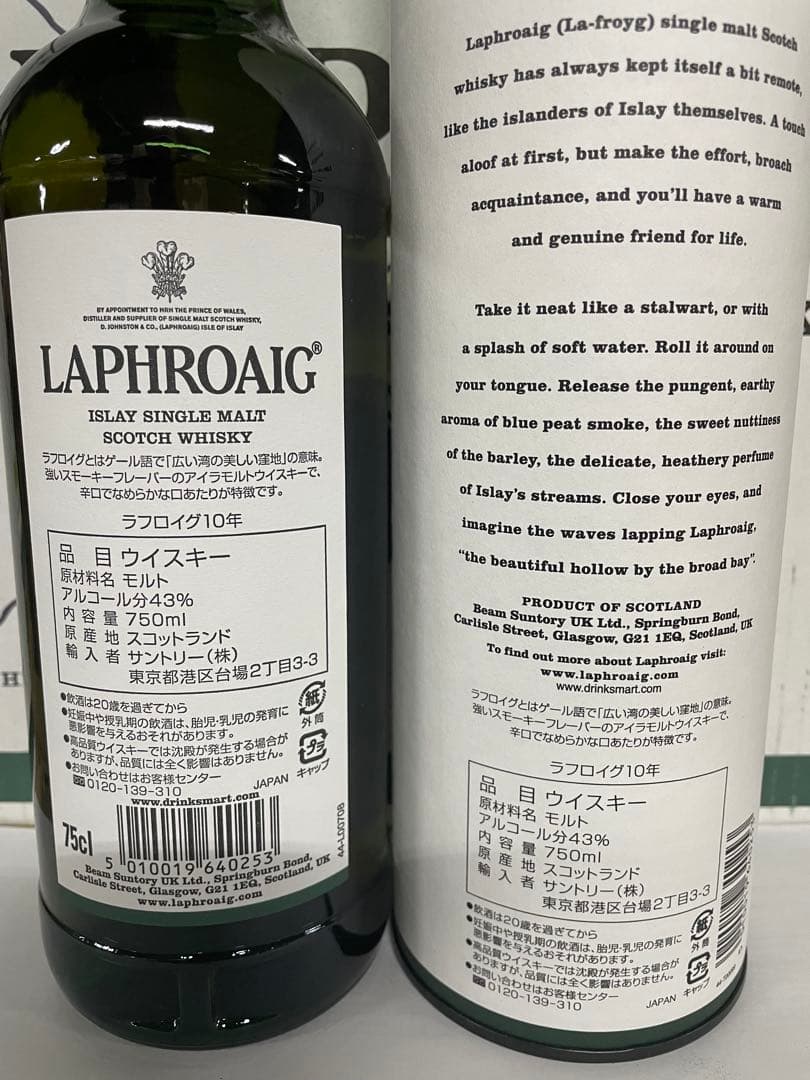 BY APPOINTMENT TO HRH THE PRINCE OF WALES,
DISTILLER AND SUPPLIER OF SINGLE MALT SCOTCH WHISKY,
D. JOHNSTON & CO., (LAPHROAIG) ISLE OF ISLAY
LAPHROAIG®
ISLAY SINGLE MALT
SCOTCH WHISKY
ラフロイグとはゲール語で「広い湾の美しい窪地」の意味。
強いスモーキーフレーバーのアイラモルトウイスキーで、
辛口でなめらかな口あたりが特徴です。
ラフロイグ10年
品 目 ウイスキー
原材料名 モルト
アルコール分43%
内容量 750ml
原産地 スコットランド
輸入者 サントリー(株)
東京都港区台場2丁目3-3
●飲酒は20歳を過ぎてから
●妊娠中や授乳期の飲酒は、胎児・乳児の発育に
悪影響を与えるおそれがあります。
●高品質ウイスキーでは沈殿が発生する場合が
ありますが、品質には全く影響はありません。
●お問い合わせはお客様センター
0120-139-310
紙
外筒
プラ
キャップ
JAPAN
www.drinksmart.com
75cl
5 010019 640253
44-L00708
Beam Suntory UK Ltd., Springburn Bond,
Carlisle Street, Glasgow, G21 1EQ, Scotland, UK
www.laphroaig.com
Laphroaig (La-froyg) single malt Scotch
whisky has always kept itself a bit remote,
like the islanders of Islay themselves. A touch
aloof at first, but make the effort, broach
acquaintance, and you'll have a warm
and genuine friend for life.
Take it neat like a stalwart, or with
a splash of soft water. Roll it around on
your tongue. Release the pungent, earthy
aroma of blue peat smoke, the sweet nuttiness
of the barley, the delicate, heathery perfume
of Islay's streams. Close your eyes, and
imagine the waves lapping Laphroaig,
"the beautiful hollow by the broad bay".
PRODUCT OF SCOTLAND
Beam Suntory UK Ltd., Springburn Bond,
Carlisle Street, Glasgow, G21 1EQ, Scotland, UK
To find out more about Laphroaig visit:
www.laphroaig.com
www.drinksmart.com
ラフロイグとはゲール語で「広い湾の美しい窪地」の意味。
強いスモーキーフレーバーのアイラモルトウイスキーで、
辛口でなめらかな口あたりが特徴です。
ラフロイグ10年
品 目 ウイスキー
原材料名 モルト
アルコール分43%
内容量 750ml
原産地 スコットランド
輸入者 サントリー(株)
東京都港区台場2丁目3-3
●飲酒は20歳を過ぎてから
●妊娠中や授乳期の飲酒は、胎児・乳児の発育に
悪影響を与えるおそれがあります。
●高品質ウイスキーでは沈殿が発生する場合が
ありますが、品質には全く影響はありません。
●お問い合わせはお客様センター
0120-139-310
紙
外筒
プラ
キャップ
JAPAN